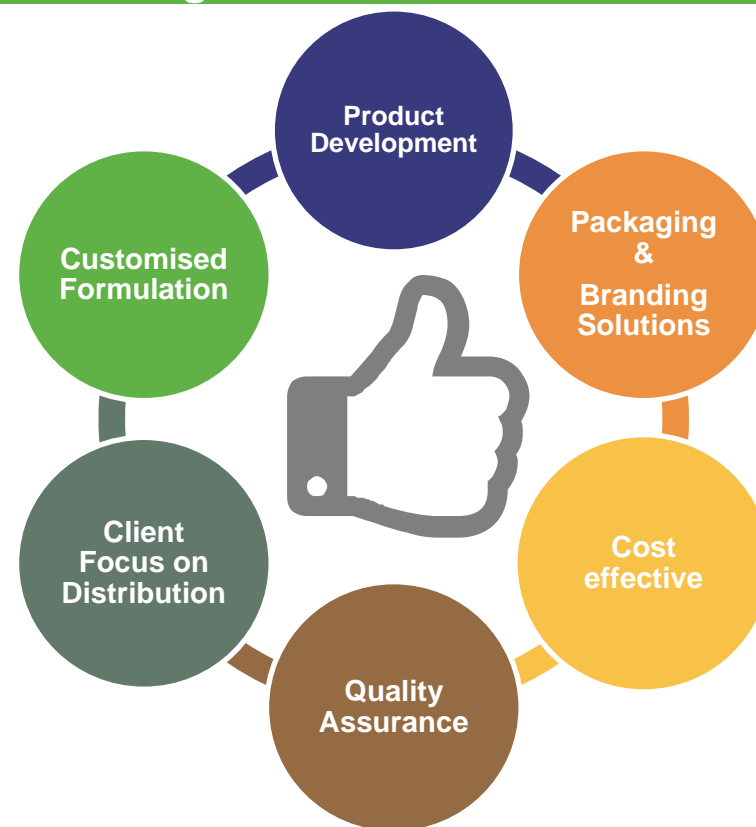 Product
Development
Packaging
&
Branding
Solutions
Cost
effective
Quality
Assurance
Client
Focus on
Distribution
Customised
Formulation